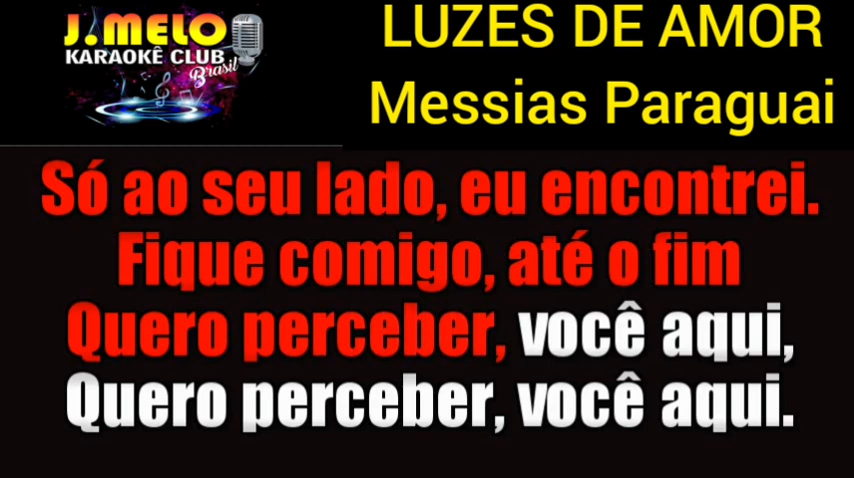 J.MELO
KARAOKÊ CLUB
Brasil
LUZES DE AMOR
Messias Paraguai
Só ao seu lado, eu encontrei.
Fique comigo, até o fim
Quero perceber, você aqui,
Quero perceber, você aqui.